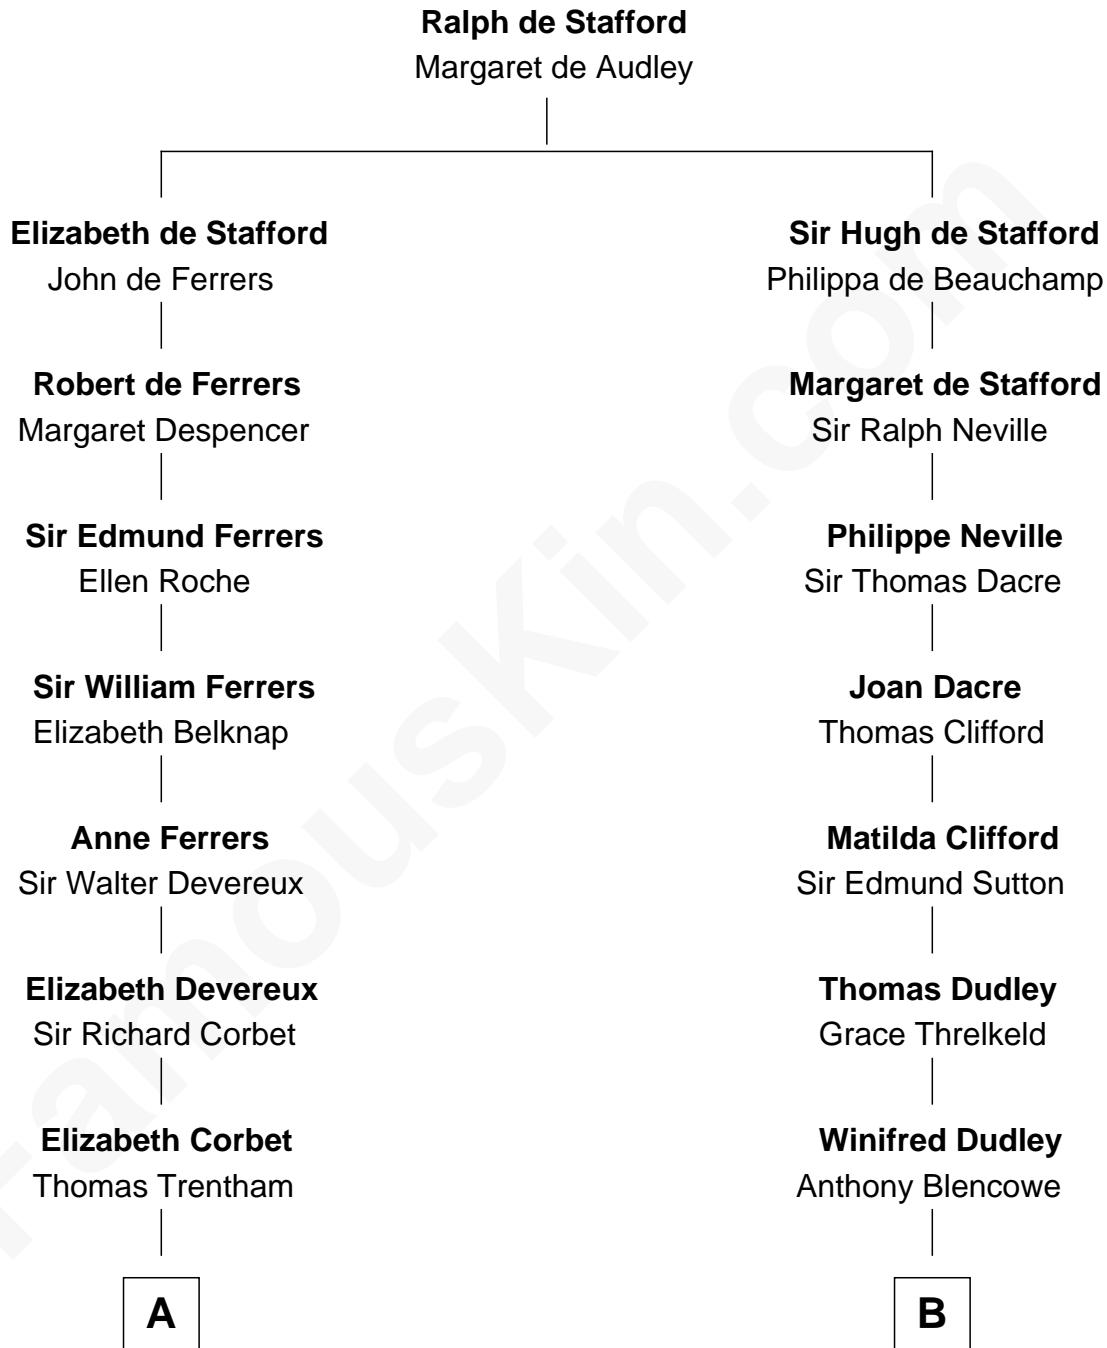 Ralph de Stafford
Margaret de Audley
Elizabeth de Stafford
John de Ferrers
Sir Hugh de Stafford
Philippa de Beauchamp
Robert de Ferrers
Margaret Despencer
Margaret de Stafford
Sir Ralph Neville
Sir Edmund Ferrers
Ellen Roche
Philippe Neville
Sir Thomas Dacre
Sir William Ferrers
Elizabeth Belknap
Joan Dacre
Thomas Clifford
Anne Ferrers
Sir Walter Devereux
Matilda Clifford
Sir Edmund Sutton
Elizabeth Devereux
Sir Richard Corbet
Thomas Dudley
Grace Threlkeld
Elizabeth Corbet
Thomas Trentham
Winifred Dudley
Anthony Blencowe
A
B
FamousKin.com